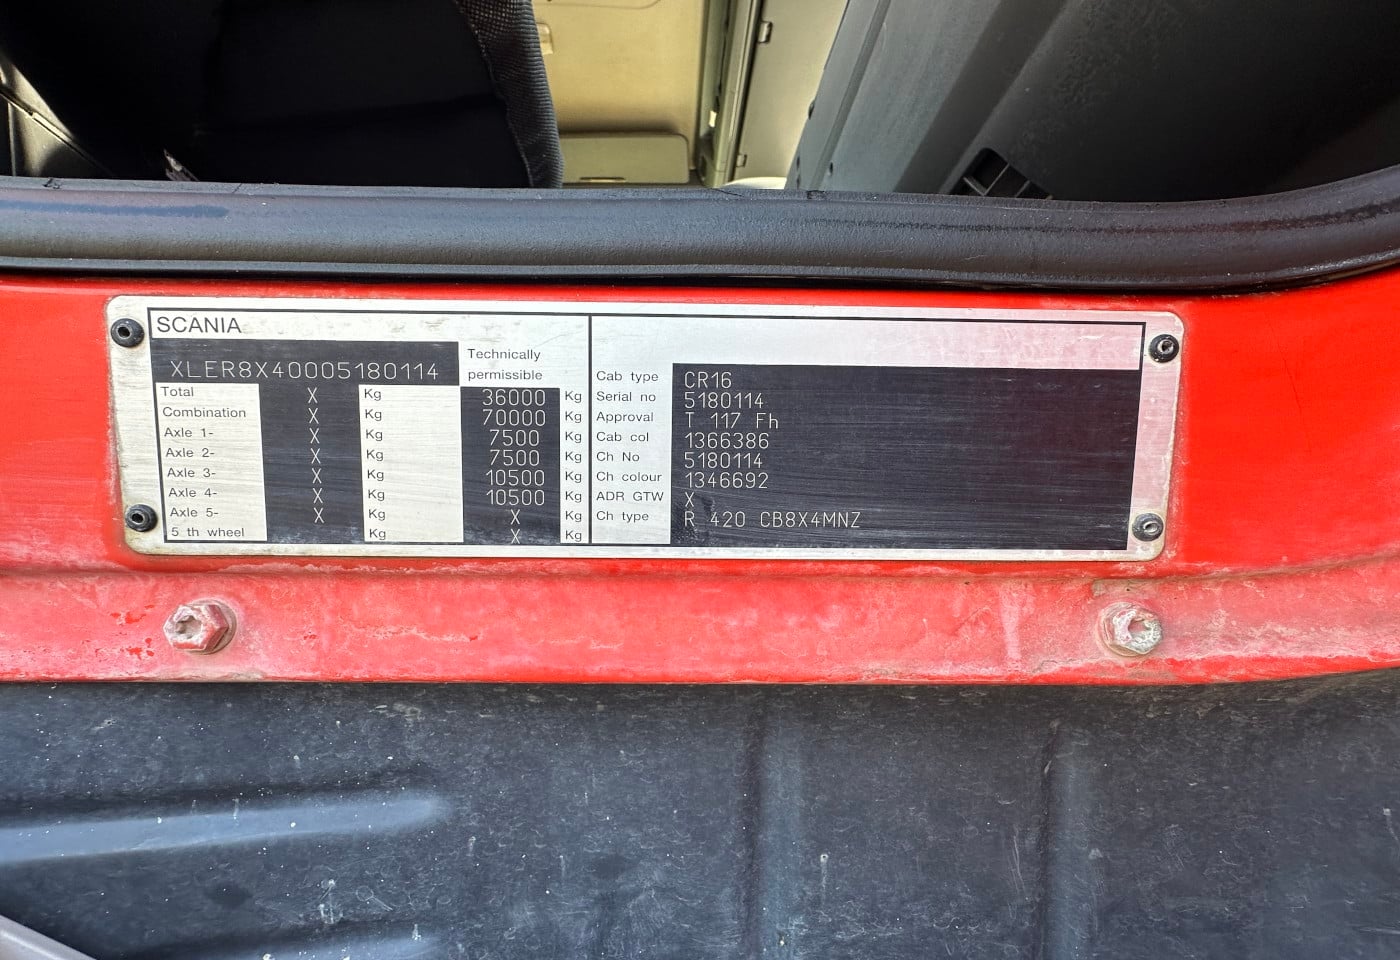 SCANIA
XLER8X40005180114
Technically
permissible
Total X Kg 36000 Kg
Combination X Kg 70000 Kg
Axle 1- X Kg 7500 Kg
Axle 2- X Kg 7500 Kg
Axle 3- X Kg 10500 Kg
Axle 4- X Kg 10500 Kg
Axle 5- X Kg X Kg
5 th wheel Kg X Kg
Cab type CR16
Serial no 5180114
Approval T 117 Fh
Cab col 1366386
Ch No 5180114
Ch colour 1346692
ADR GTW X
Ch type R 420 CB8X4MNZ